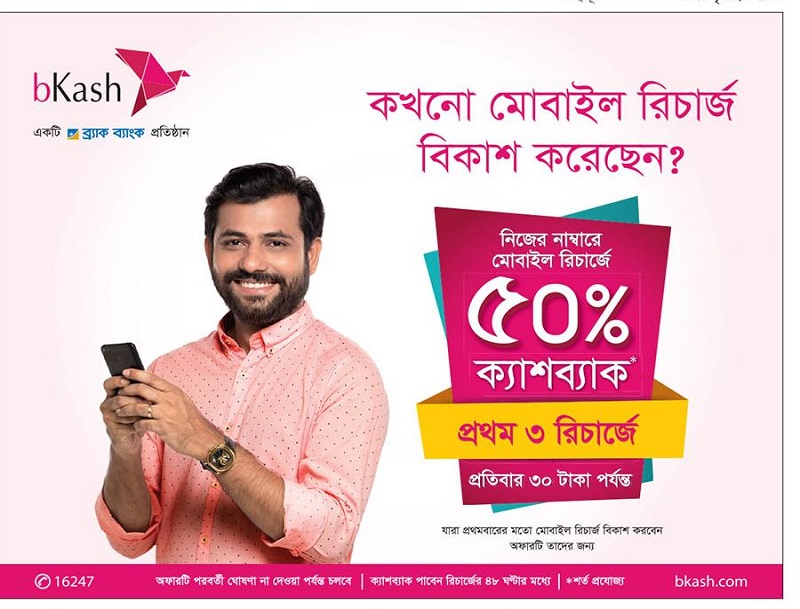 bKash
একটি ব্র্যাক ব্যাংক প্রতিষ্ঠান
কখনো মোবাইল রিচার্জ
বিকাশ করেছেন?
নিজের নাম্বারে
মোবাইল রিচার্জে
৫০%
ক্যাশব্যাক*
প্রথম ৩ রিচার্জে
প্রতিবার ৩০ টাকা পর্যন্ত
যারা প্রথমবারের মতো মোবাইল রিচার্জ বিকাশ করবেন
অফারটি তাদের জন্য
16247 অফারটি পরবর্তী ঘোষণা না দেওয়া পর্যন্ত চলবে | ক্যাশব্যাক পাবেন রিচার্জের ৪৮ ঘন্টার মধ্যে | *শর্ত প্রযোজ্য bkash.com